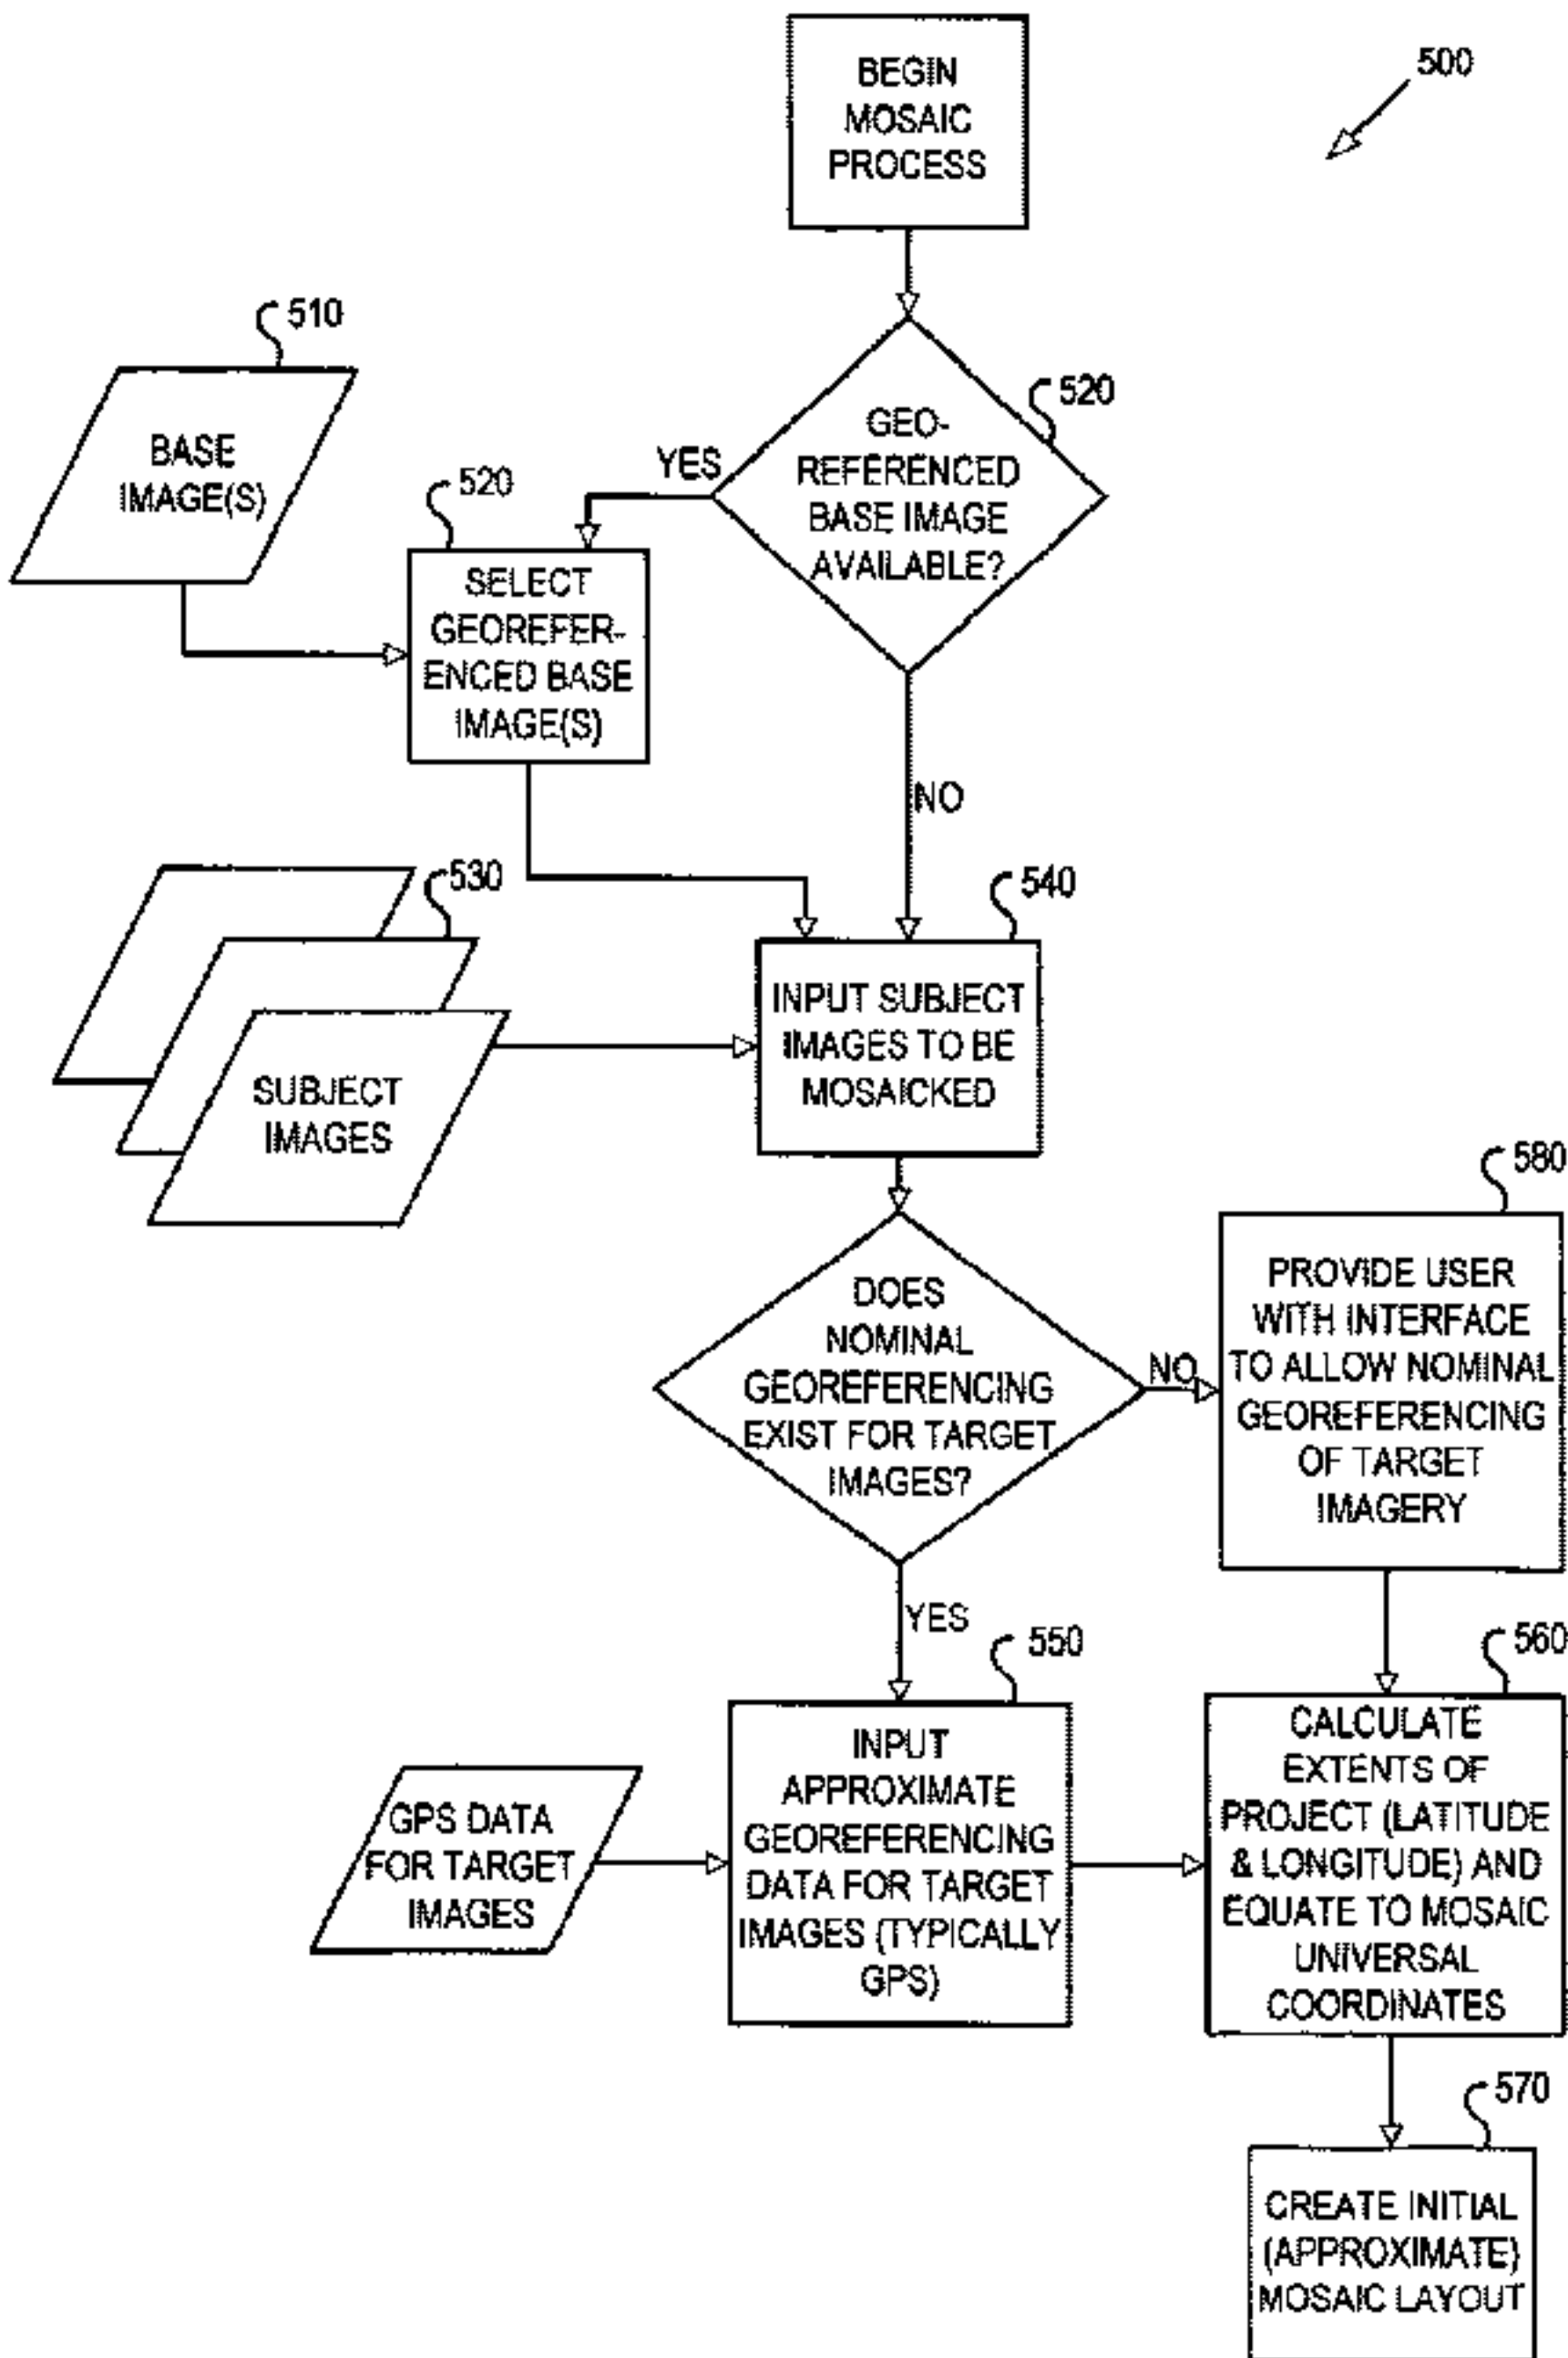 BEGIN
MOSAIC
PROCESS
500
510
BASE
IMAGE(S)
520
GEO-
REFERENCED
BASE IMAGE
AVAILABLE?
YES
520
SELECT
GEOREFER-
ENCED BASE
IMAGE(S)
NO
530
SUBJECT
IMAGES
540
INPUT SUBJECT
IMAGES TO BE
MOSAICKED
DOES
NOMINAL
GEOREFERENCING
EXIST FOR TARGET
IMAGES?
NO
580
PROVIDE USER
WITH INTERFACE
TO ALLOW NOMINAL
GEOREFERENCING
OF TARGET
IMAGERY
YES
GPS DATA
FOR TARGET
IMAGES
550
INPUT
APPROXIMATE
GEOREFERENCING
DATA FOR TARGET
IMAGES (TYPICALLY
GPS)
560
CALCULATE
EXTENTS OF
PROJECT (LATITUDE
& LONGITUDE) AND
EQUATE TO MOSAIC
UNIVERSAL
COORDINATES
570
CREATE INITIAL
(APPROXIMATE)
MOSAIC LAYOUT